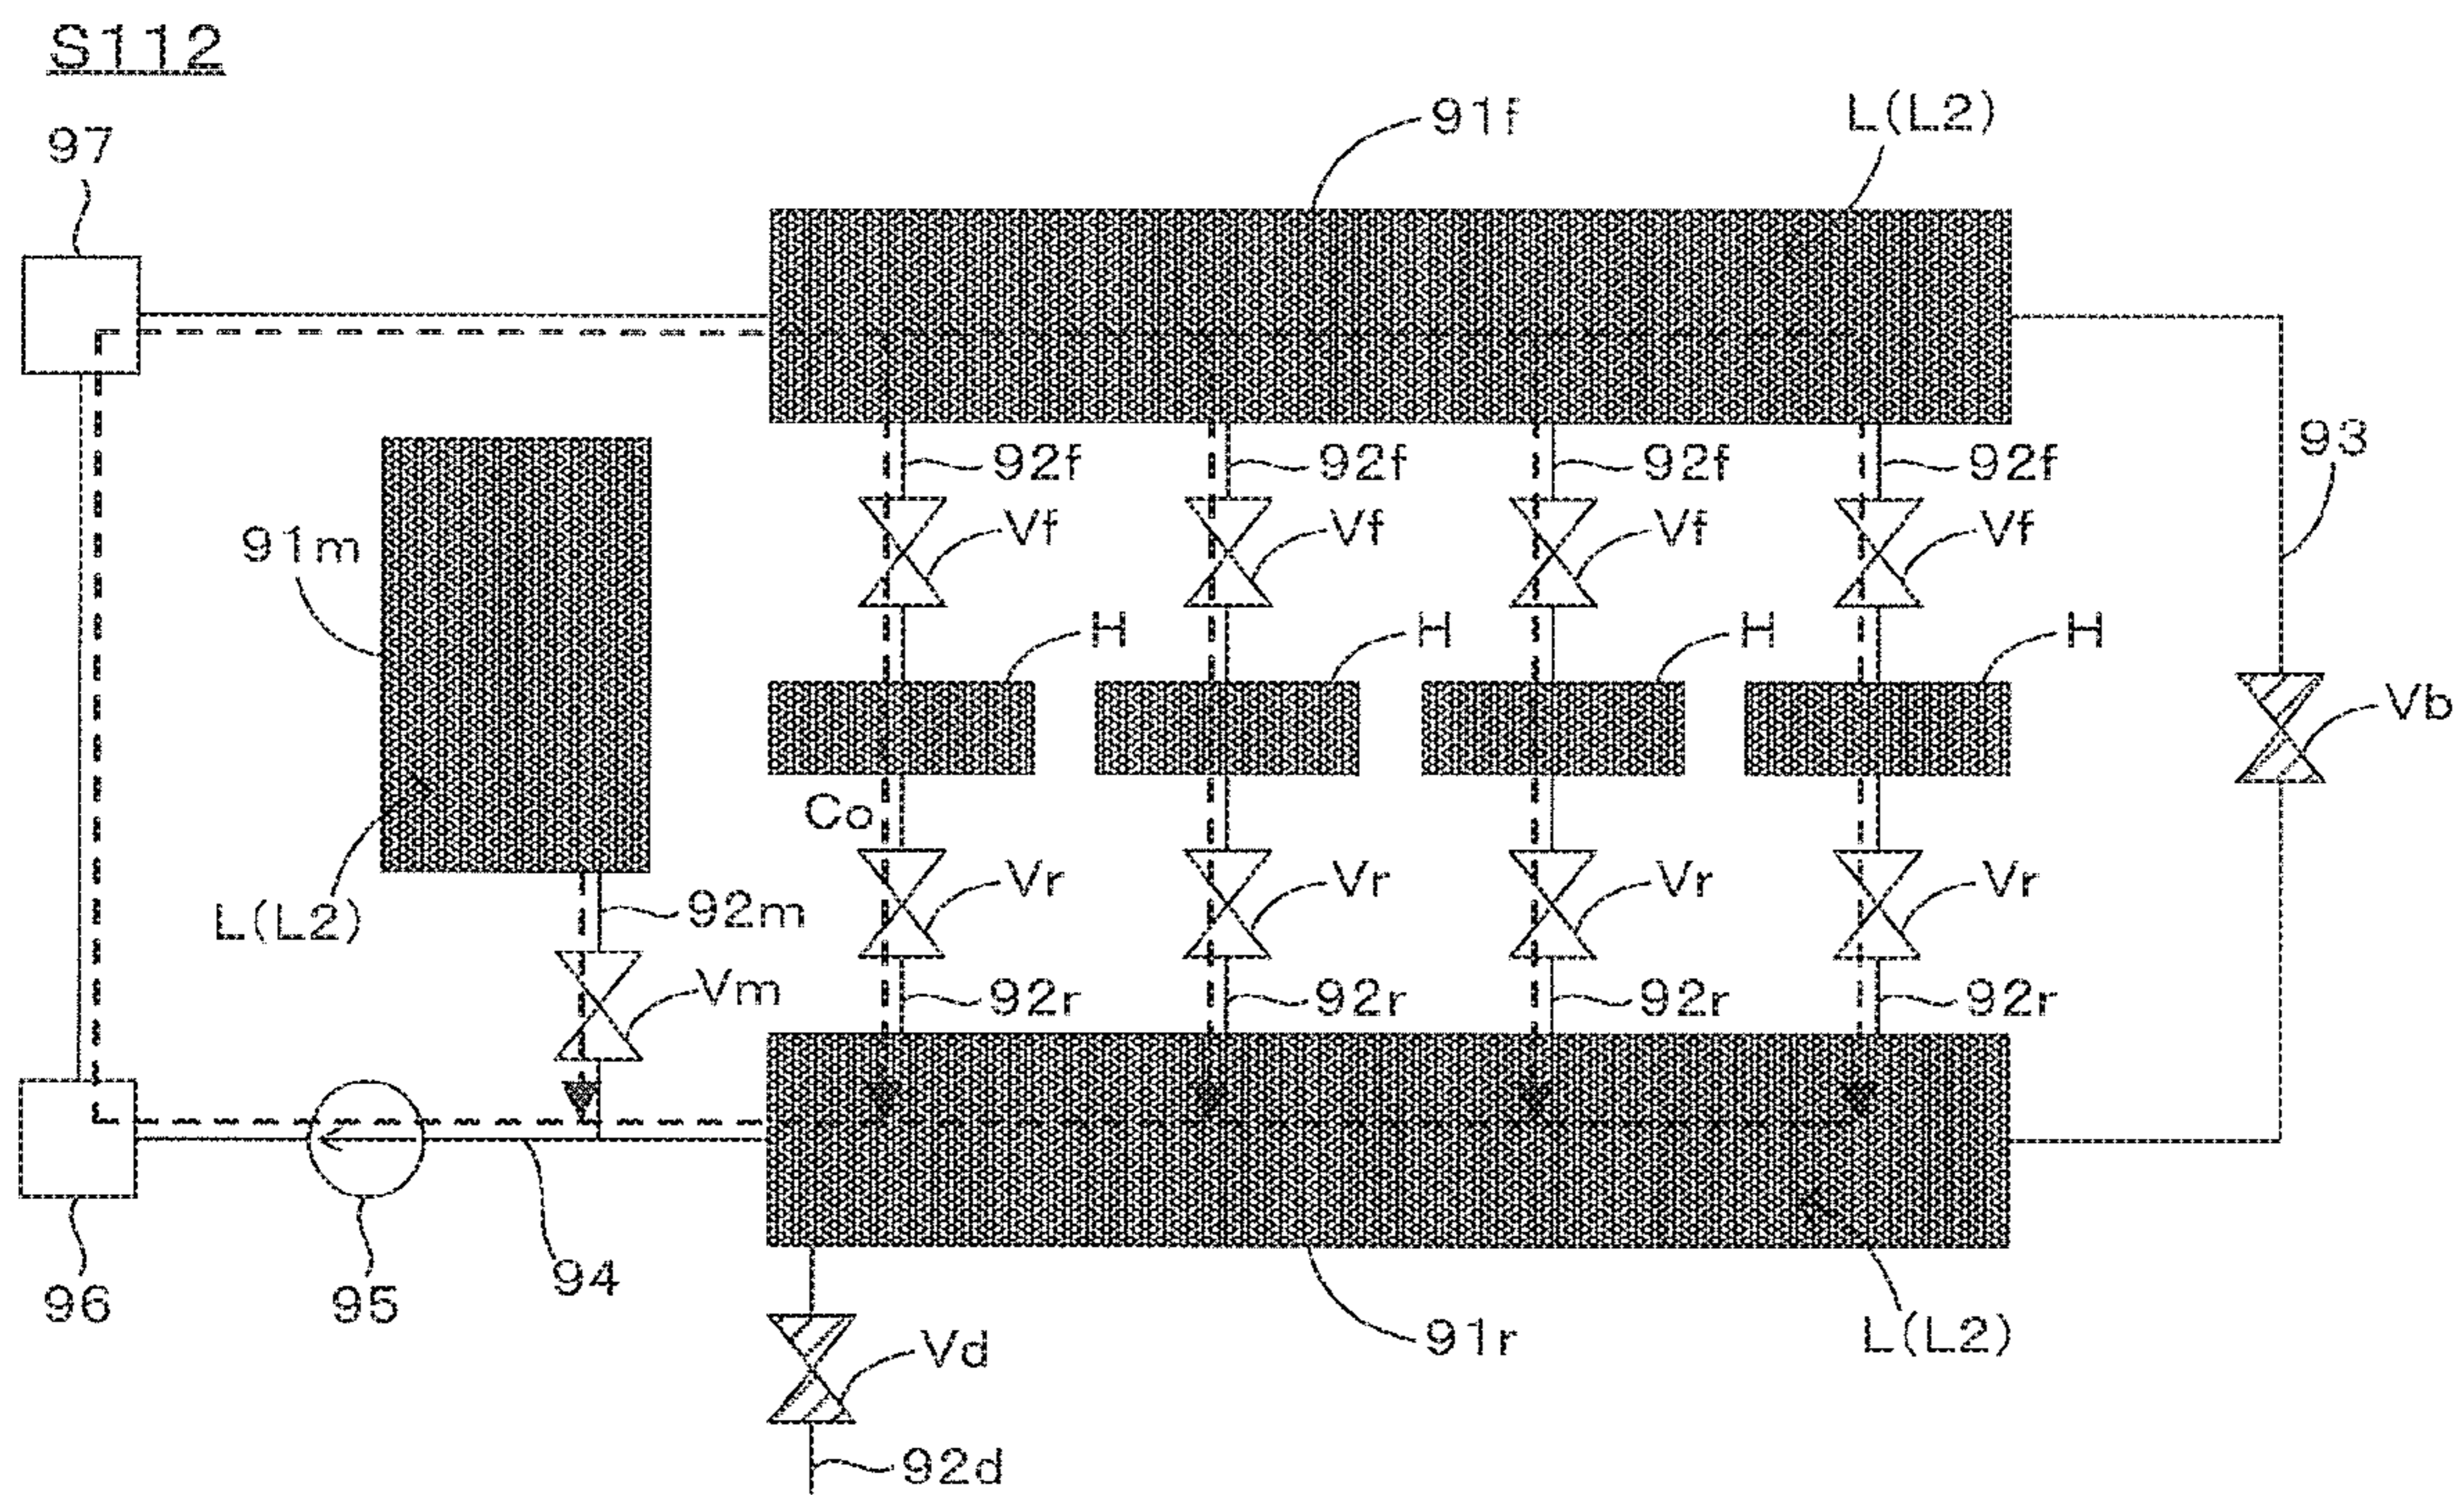 S112
97
91f
L(L2)
92f 92f 92f 92f
93
Vf Vf Vf Vf
91m
H H H H
Vb
Co
L(L2)
92m
Vr Vr Vr Vr
Vm
92r 92r 92r 92r
96
95
94
91r
L(L2)
Vd
92d